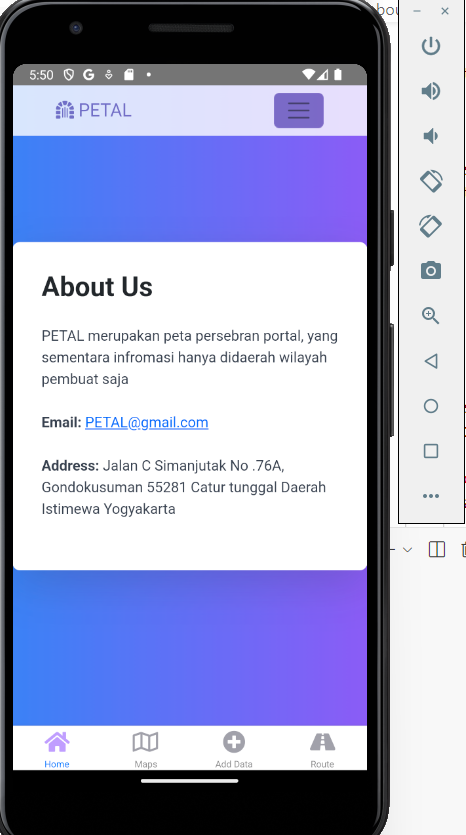 bou
5:50
PETAL
About Us
PETAL merupakan peta persebran portal, yang
sementara infromasi hanya didaerah wilayah
pembuat saja
Email: PETAL@gmail.com
Address: Jalan C Simanjutak No .76A,
Gondokusuman 55281 Catur tunggal Daerah
Istimewa Yogyakarta
Home Maps Add Data Route